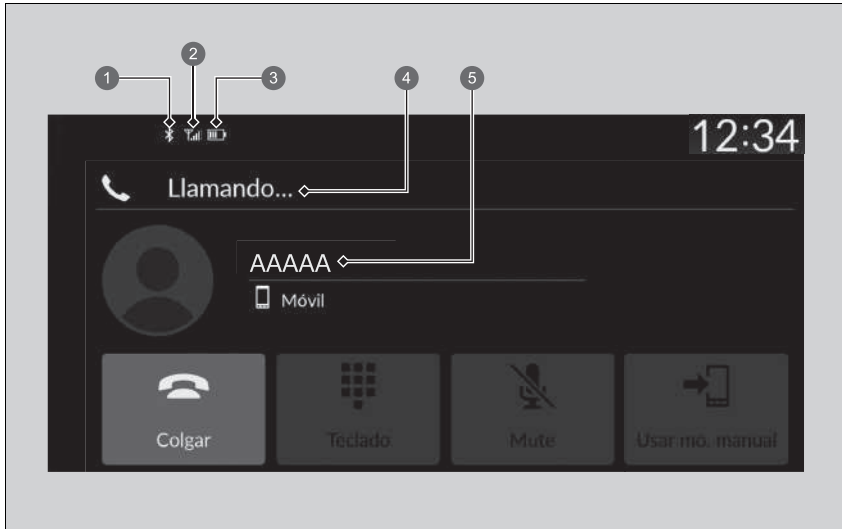 1
2
3
4
5
12:34
Llamando...
AAAAA
Móvil
Colgar
Teclado
Mute
Usar mo. manual